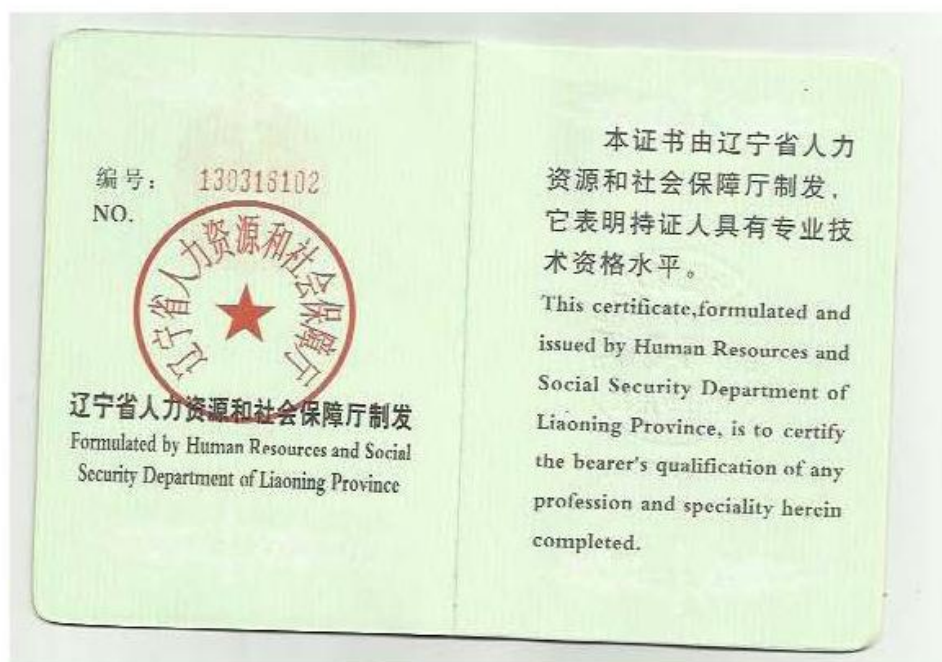 编号： 130316102
NO.
辽宁省人力资源和社会保障厅
辽宁省人力资源和社会保障厅制发
Formulated by Human Resources and Social
Security Department of Liaoning Province
本证书由辽宁省人力
资源和社会保障厅制发，
它表明持证人具有专业技
术资格水平。
This certificate,formulated and
issued by Human Resources and
Social Security Department of
Liaoning Province, is to certify
the bearer's qualification of any
profession and speciality herein
completed.